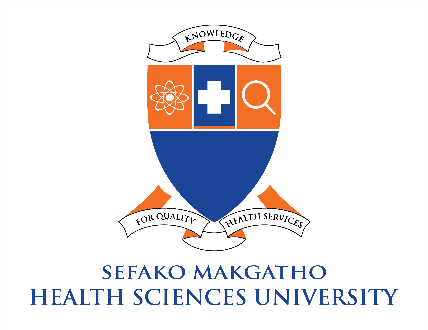 KNOWLEDGE
FOR QUALITY
HEALTH SERVICES
SEFAKO MAKGATHO
HEALTH SCIENCES UNIVERSITY